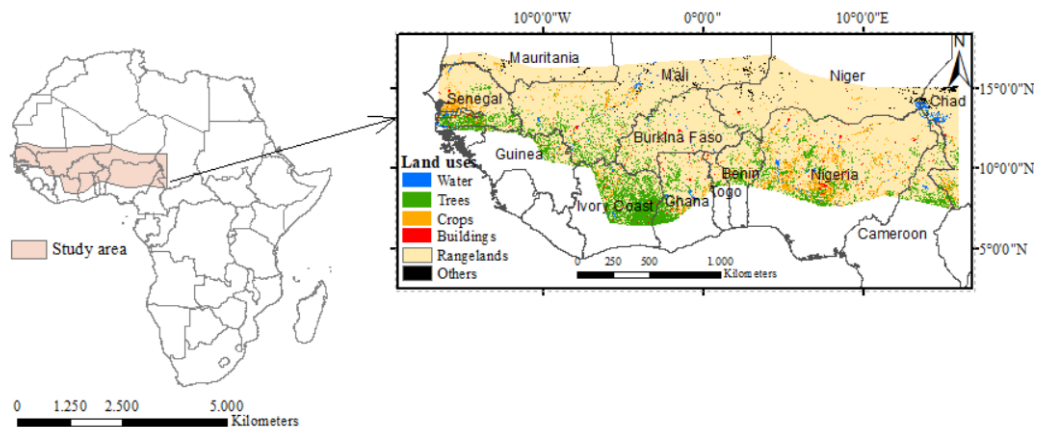 10°0'0"W 0°0'0" 10°0'0"E
N
Mauritania
Mali
Niger
15°0'0"N
Chad
Senegal
Burkina Faso
Guinea
Land uses
10°0'0"N
Water
Benin
Nigeria
Togo
Trees
Ivory Coast
Ghana
Crops
Buildings
Cameroon
Rangelands
5°0'0"N
Others
0 250 500 1.000
Kilometers
Study area
0 1.250 2.500 5.000
Kilometers